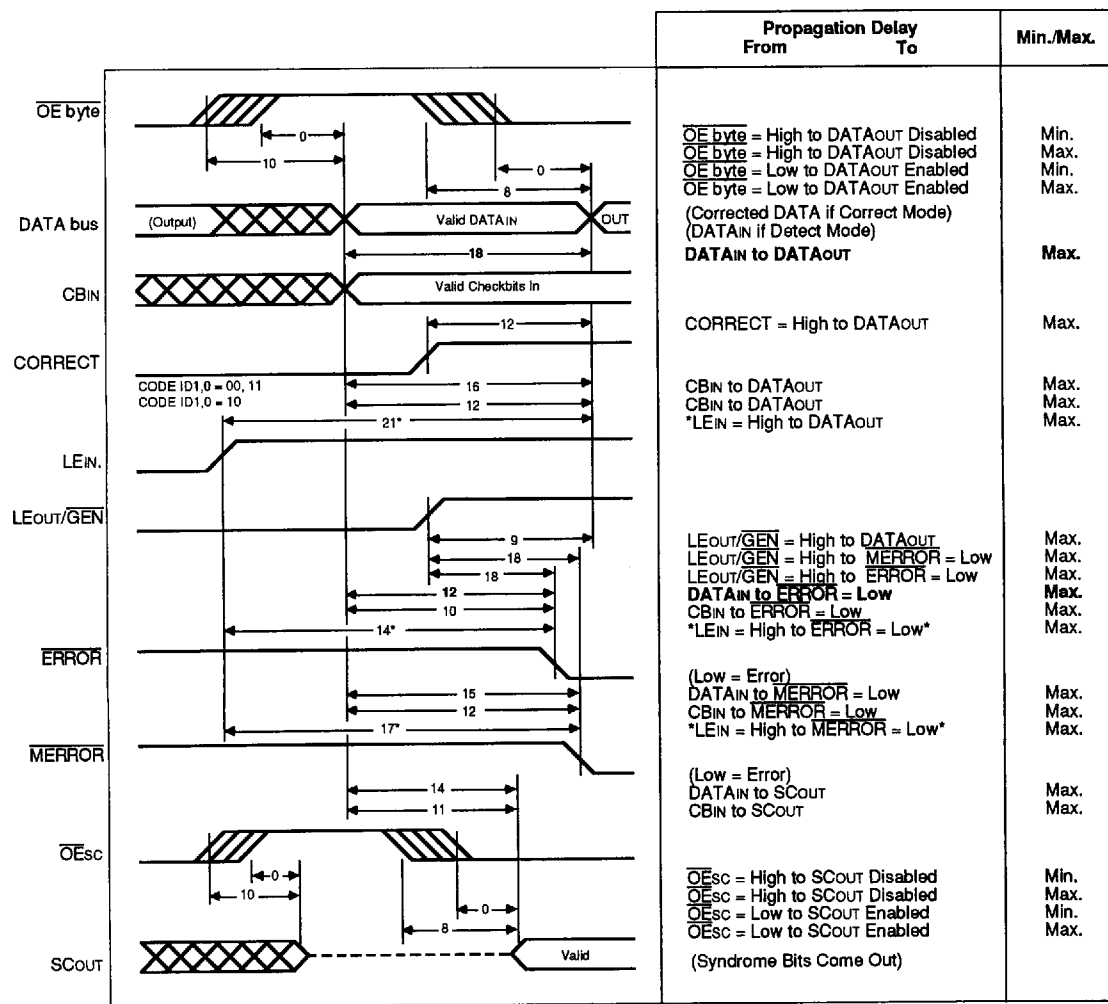 Propagation Delay
From To
Min./Max.
OE byte
0
10
0
8
OE byte = High to DATAOUT Disabled Min.
OE byte = High to DATAOUT Disabled Max.
OE byte = Low to DATAOUT Enabled Min.
OE byte = Low to DATAOUT Enabled Max.
DATA bus (Output) Valid DATAIN OUT
(Corrected DATA if Correct Mode)
(DATAIN if Detect Mode)
18 DATAIN to DATAOUT Max.
CBIN Valid Checkbits In
12 CORRECT = High to DATAOUT Max.
CORRECT
CODE ID1,0 = 00, 11 16 CBIN to DATAOUT Max.
CODE ID1,0 = 10 12 CBIN to DATAOUT Max.
21* *LEIN = High to DATAOUT Max.
LEIN.
LEOUT/GEN
9 LEOUT/GEN = High to DATAOUT Max.
18 LEOUT/GEN = High to MERROR = Low Max.
18 LEOUT/GEN = High to ERROR = Low Max.
12 DATAIN to ERROR = Low Max.
10 CBIN to ERROR = Low Max.
14* *LEIN = High to ERROR = Low* Max.
ERROR
(Low = Error)
15 DATAIN to MERROR = Low Max.
12 CBIN to MERROR = Low Max.
17* *LEIN = High to MERROR = Low* Max.
MERROR
(Low = Error)
14 DATAIN to SCOUT Max.
11 CBIN to SCOUT Max.
OESC
0
10
0
8
OESC = High to SCOUT Disabled Min.
OESC = High to SCOUT Disabled Max.
OESC = Low to SCOUT Enabled Min.
OESC = Low to SCOUT Enabled Max.
SCOUT Valid (Syndrome Bits Come Out)